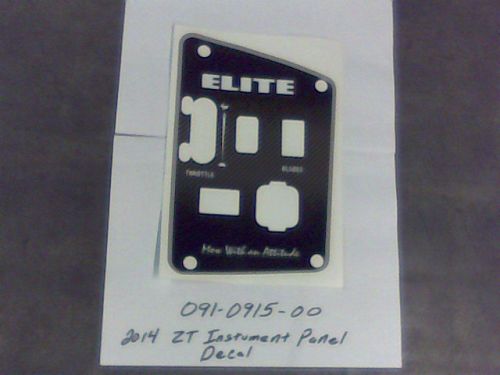 ELITE
THROTTLE BLADES
Mow With an Attitude
091-0915-00
2014 ZT Instument Panel
Decal